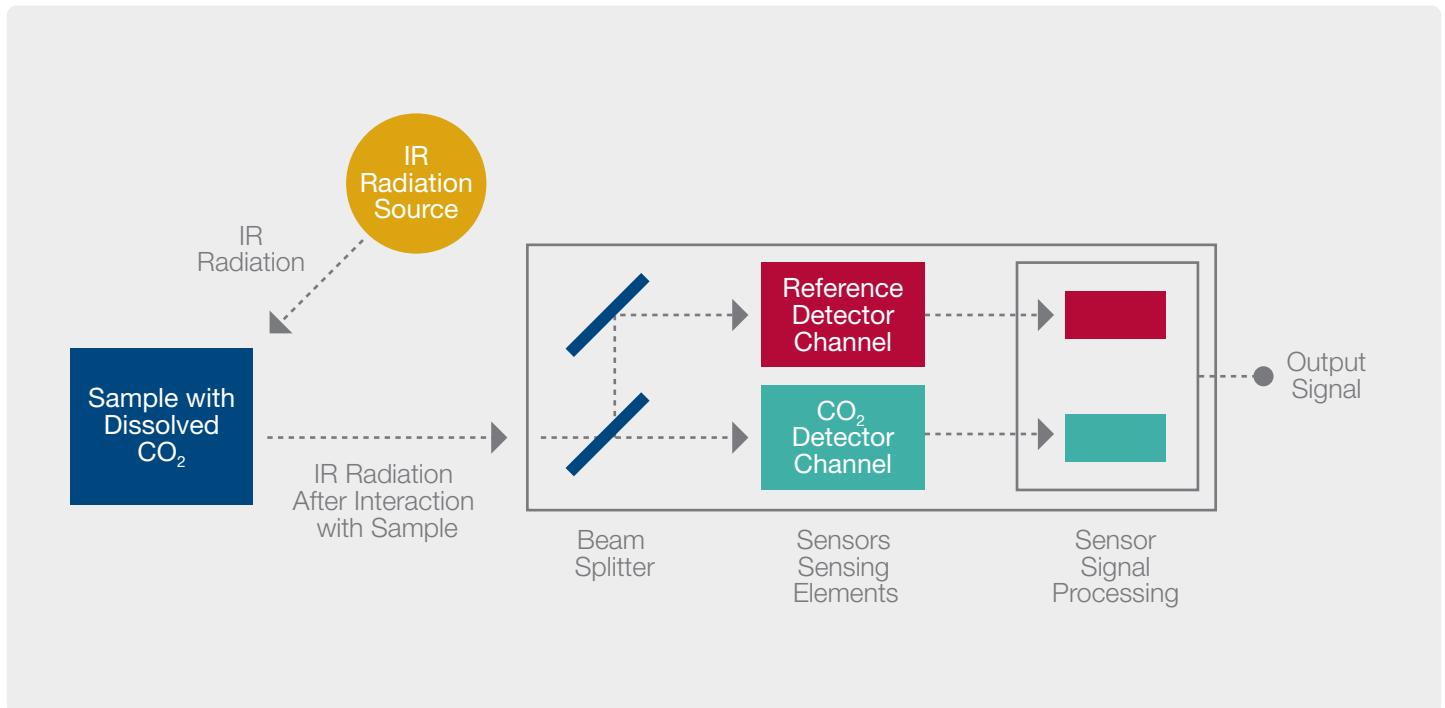 IR
Radiation
Source
IR
Radiation
Sample with
Dissolved
CO₂
IR Radiation
After Interaction
with Sample
Reference
Detector
Channel
CO₂
Detector
Channel
Beam
Splitter
Sensors
Sensing
Elements
Sensor
Signal
Processing
Output
Signal